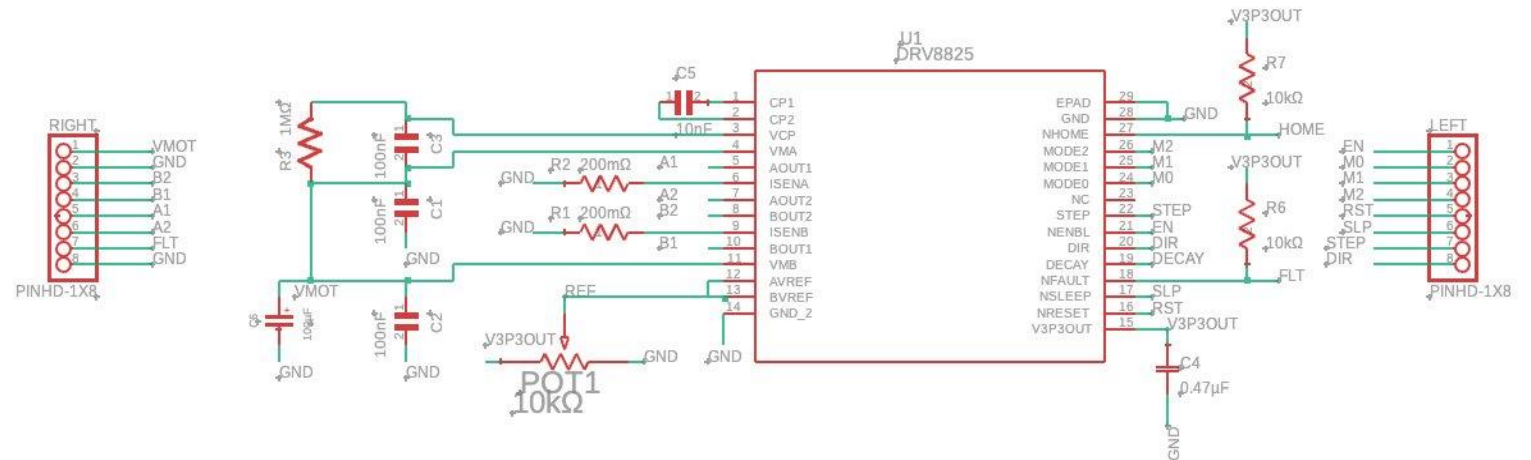 RIGHT
1 VMOT
2 GND
3 B2
4 B1
5 A1
6 A2
7 FLT
8 GND
PINHD-1X8
R3 1MΩ
100nF 1 2 C3
100nF 1 2 C1
GND
VMOT
C6 + 100µF
GND
100nF 1 2 C2
GND
C5
1 2
10nF
GND R2 200mΩ
A1
A2
B2
GND R1 200mΩ
B1
REF
V3P3OUT GND
POT1
10kΩ
GND
U1
DRV8825
1 CP1
2 CP2
3 VCP
4 VMA
5 AOUT1
6 ISENA
7 AOUT2
8 BOUT2
9 ISENB
10 BOUT1
11 VMB
12 AVREF
13 BVREF
14 GND_2
EPAD 29
GND 28 GND
NHOME 27 HOME
MODE2 26 M2
MODE1 25 M1
MODE0 24 M0
NC 23
STEP 22 STEP
NENBL 21 EN
DIR 20 DIR
DECAY 19 DECAY
NFAULT 18 FLT
NSLEEP 17 SLP
NRESET 16 RST
V3P3OUT 15 V3P3OUT
C4
0.47µF
GND
V3P3OUT
R7
10kΩ
V3P3OUT
R6
10kΩ
LEFT
EN 1
M0 2
M1 3
M2 4
RST 5
SLP 6
STEP 7
DIR 8
PINHD-1X8